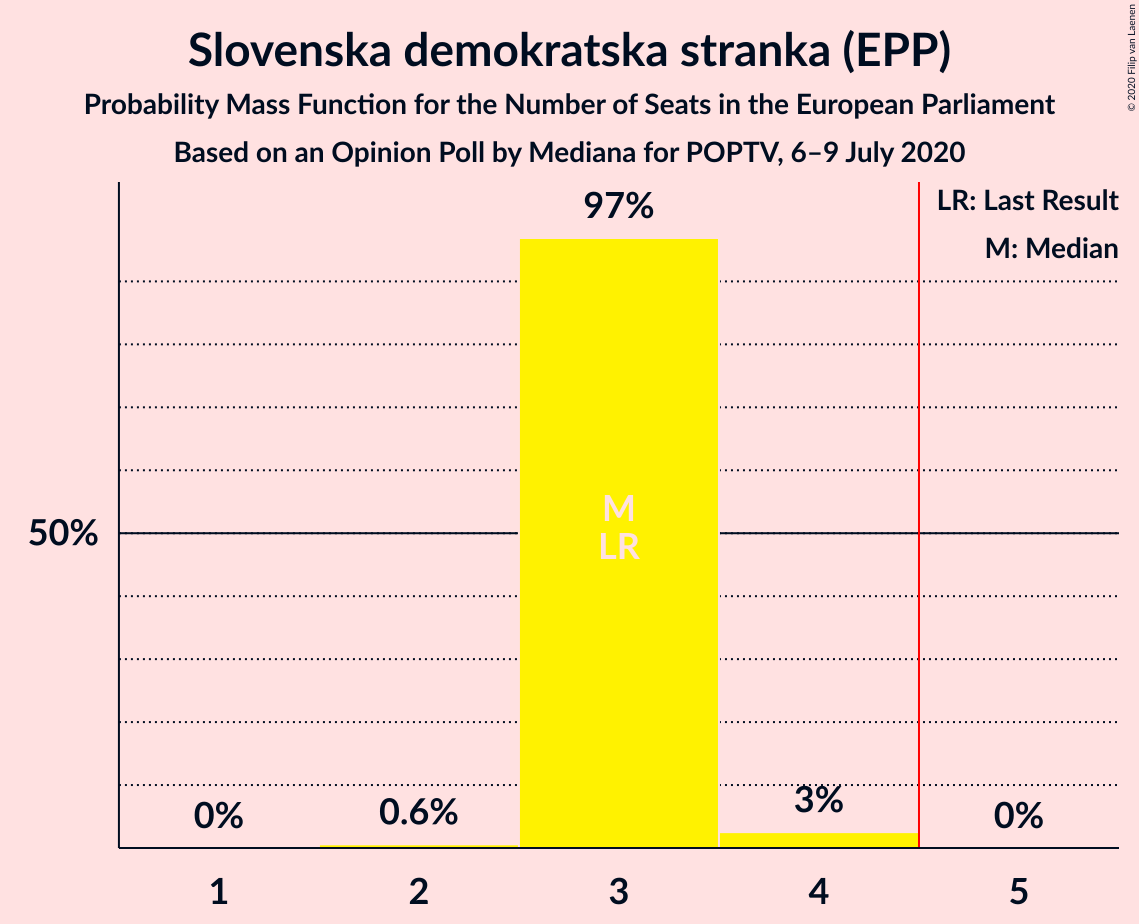 Slovenska demokratska stranka (EPP)
Probability Mass Function for the Number of Seats in the European Parliament
Based on an Opinion Poll by Mediana for POPTV, 6–9 July 2020
© 2020 Filip van Laenen
LR: Last Result
M: Median
97%
50%
M
LR
0%
0.6%
3%
0%
1
2
3
4
5